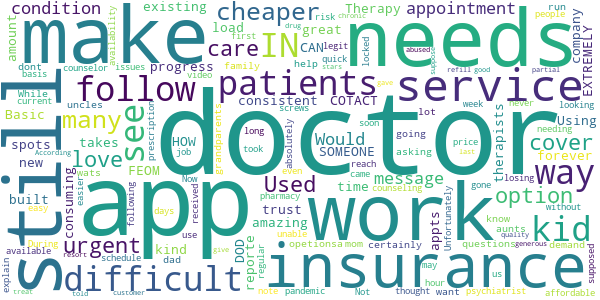 doctor
app
work
insurance
make
needs
still
service
patients
follow
difficult
kid
way
IN
cheaper
appointment
condition
existing
Therapy
amount
availability
load
great
CAN
risk
legit
drug
chronic
run
people
stars
care
first
quick
locked
abused
suppose
company
EXTREMELY
dont
basis
counselor
issues
video
help
refill
good
partial
While
current
progress
family
According
Basic
uncles
many
see
grandparents
consistent
screws
COTACT
lot
week
never
looking
Using
soon
gave
SOMEONE
Would
HOW
job
prescription
long
took
absolutely
going
price
last
therapists
needing
cover
forever
takes
spots
new
love
FEOM
Now
received
amazing
Used
time
message
asking
reach
came
counseling
losing
option
built
consuming
wats
easier
following
days
trust
pharmacy
even
unable
gone
Unfortunately
know
aunts
without
quality
generous
supposed
During
easy
available
urgent
kind
DOD
use
options
a mom
certainly
appts
questions
demand
us
explain
resort
treat
told
schedule
customer
dad
reporte
regular
give
note
pandemic
Not
thought
may
hour
want
psychiatrist
affordable